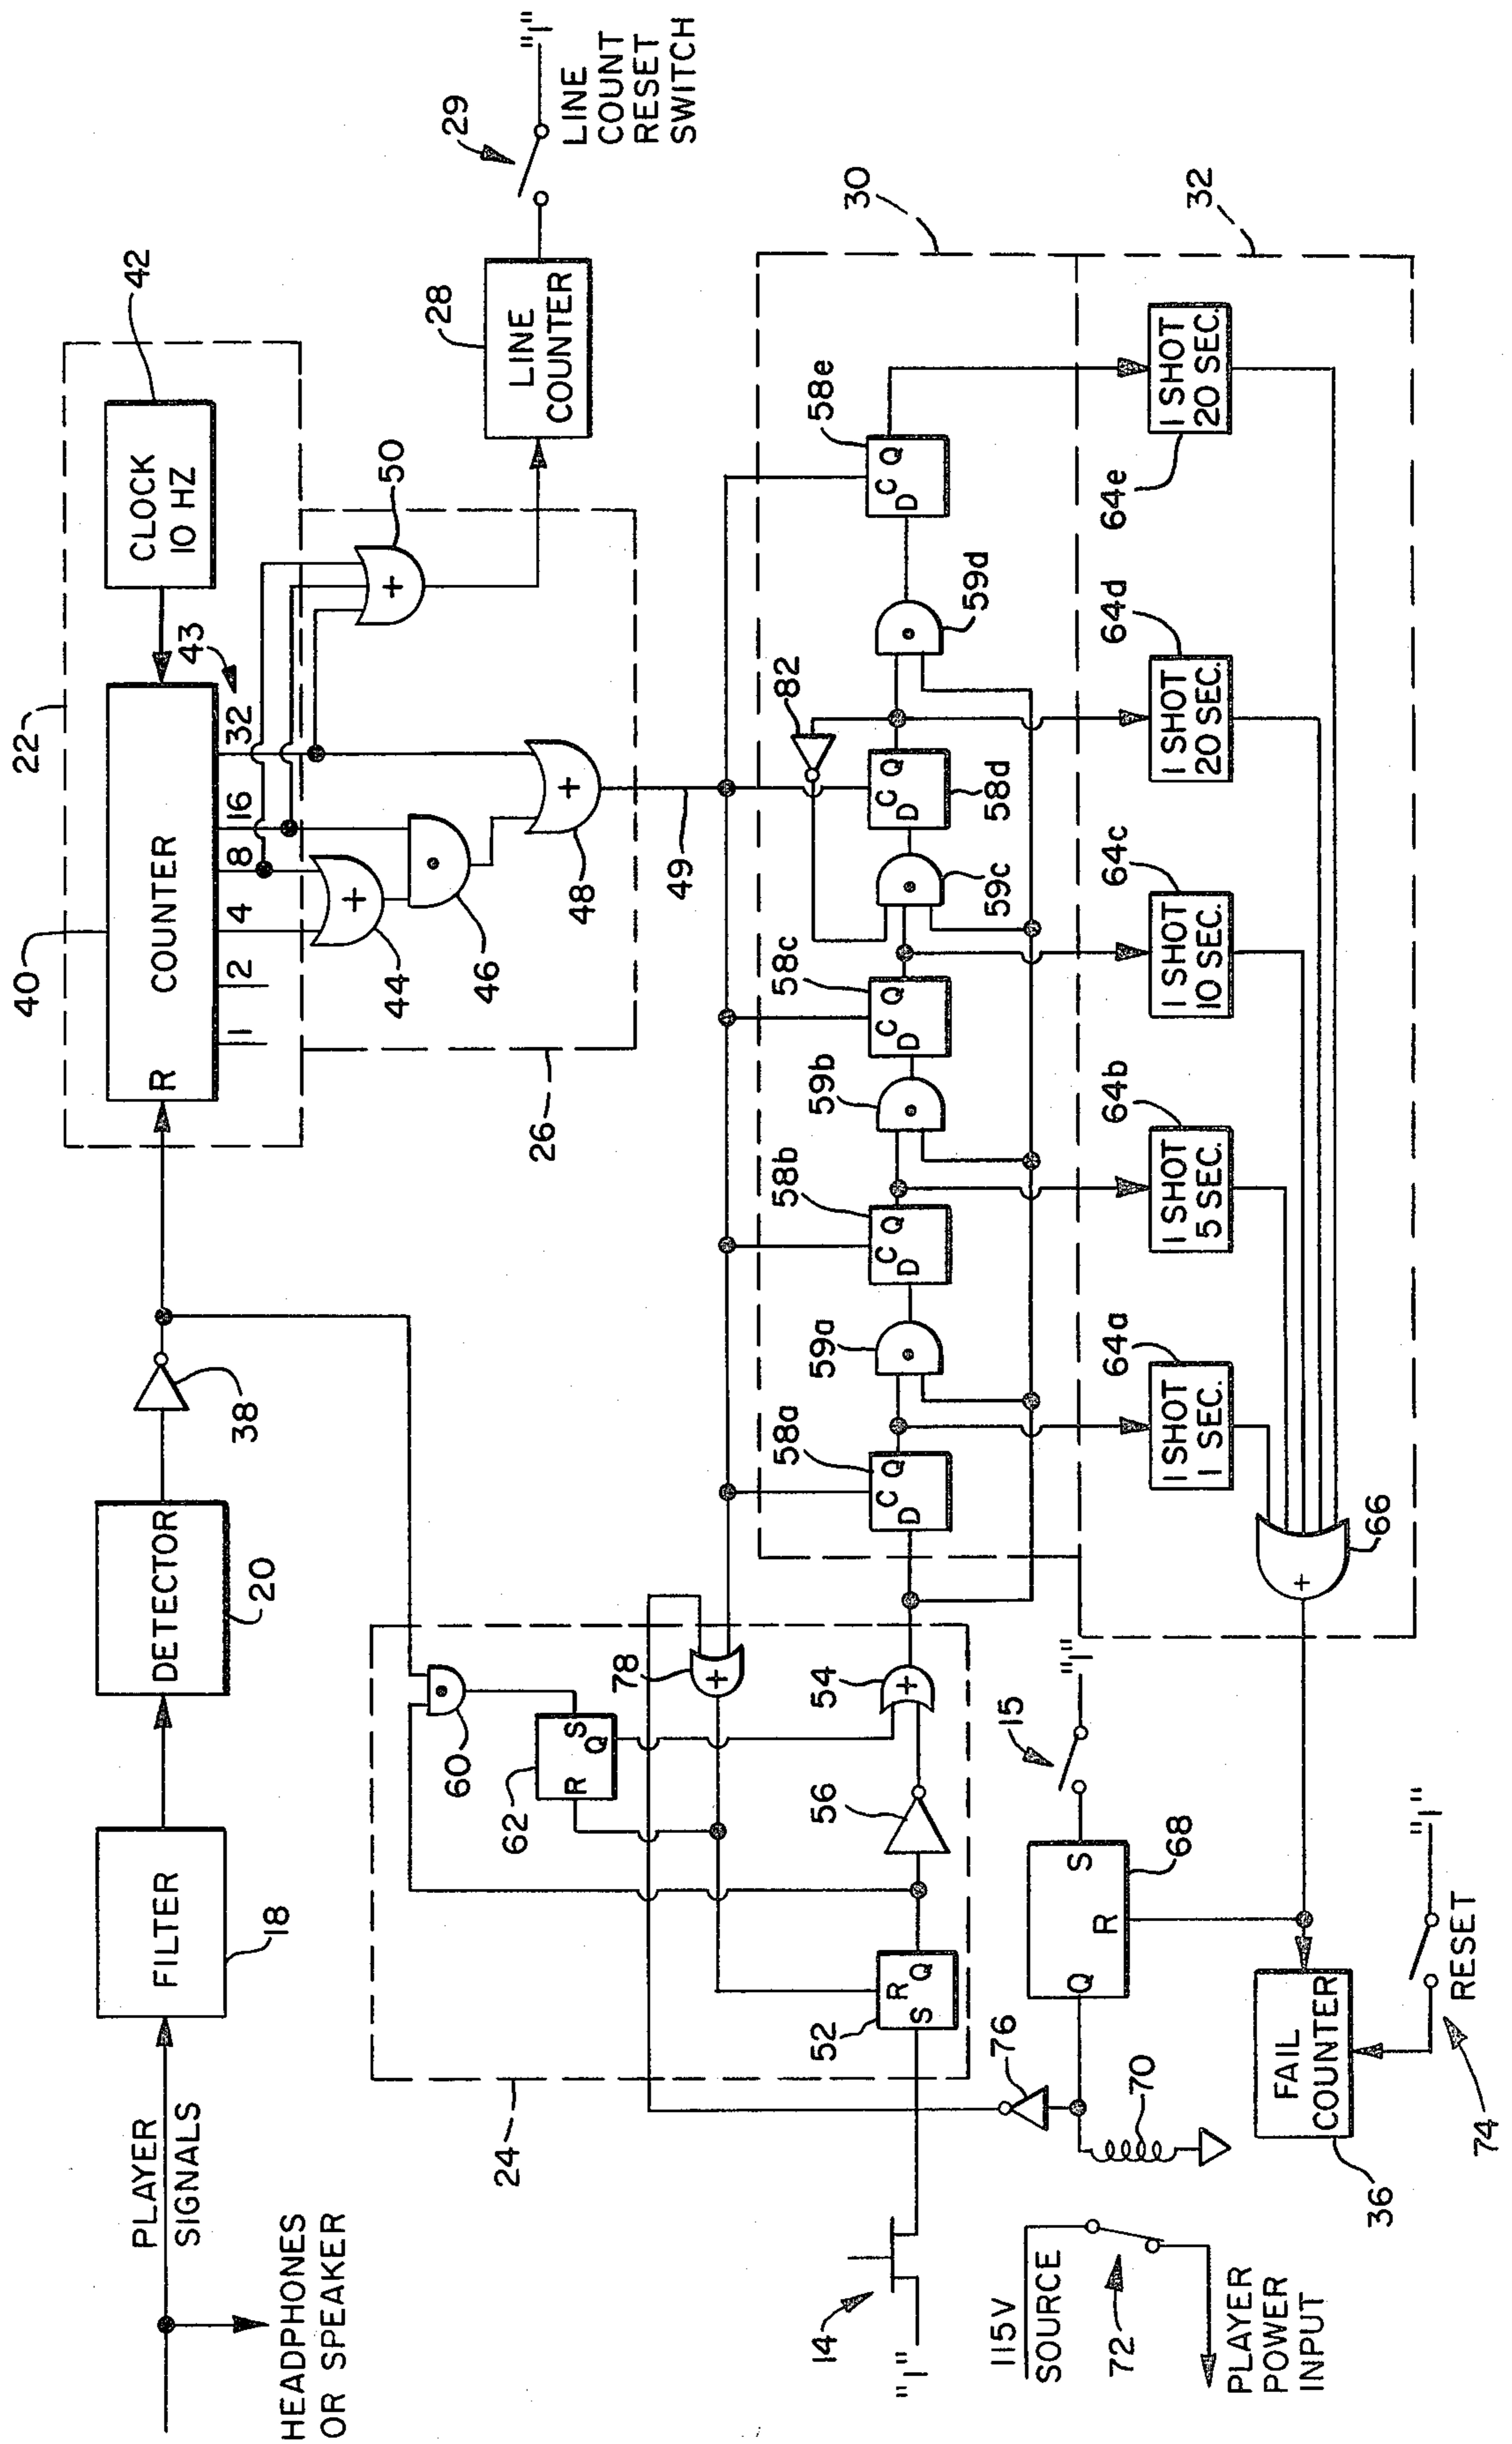 PLAYER
SIGNALS
HEADPHONES
OR SPEAKER
FILTER
18
DETECTOR
20
38
22
40
R
COUNTER
1
2
4
8
16
32
43
CLOCK
10 HZ
42
44
46
48
50
26
49
LINE
COUNTER
28
29
"1"
LINE
COUNT
RESET
SWITCH
24
60
62
S
Q
R
78
54
56
52
R
Q
S
14
"1"
30
58a
C
Q
D
59a
58b
C
Q
D
59b
58c
C
Q
D
59c
82
58d
C
Q
D
59d
58e
C
Q
D
32
64a
1 SHOT
1 SEC.
64b
1 SHOT
5 SEC.
64c
1 SHOT
10 SEC.
64d
1 SHOT
20 SEC.
64e
1 SHOT
20 SEC.
66
15
"1"
68
S
R
Q
76
70
115V
SOURCE
72
PLAYER
POWER
INPUT
FAIL
COUNTER
36
"1"
RESET
74